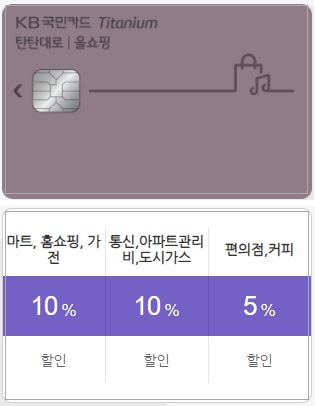 KB국민카드 Titanium
탄탄대로 | 올쇼핑
마트, 홈쇼핑, 가전
통신,아파트관리비,도시가스
편의점,커피
10 %
10 %
5 %
할인
할인
할인